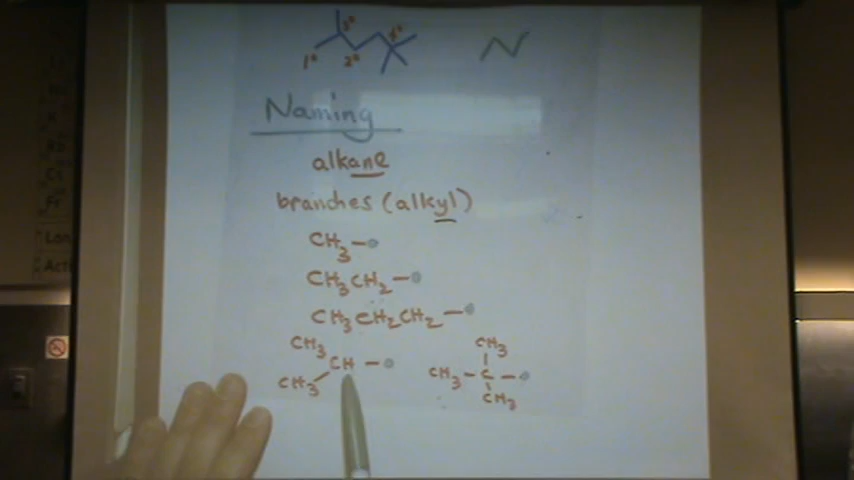 1° 2° 3° 4°
Naming
alkane
branches (alkyl)
CH3-
CH3CH2-
CH3CH2CH2-
CH3 CH3
CH - CH3 - C -
CH3 CH3